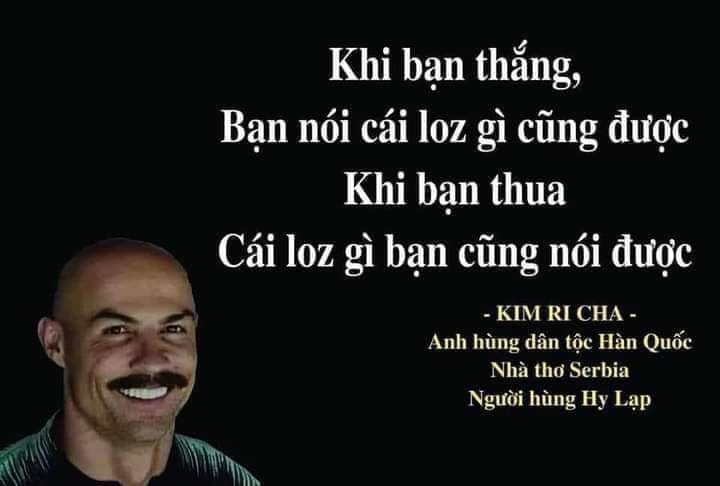 Khi bạn thắng,
Bạn nói cái loz gì cũng được
Khi bạn thua
Cái loz gì bạn cũng nói được
- KIM RI CHA -
Anh hùng dân tộc Hàn Quốc
Nhà thơ Serbia
Người hùng Hy Lạp